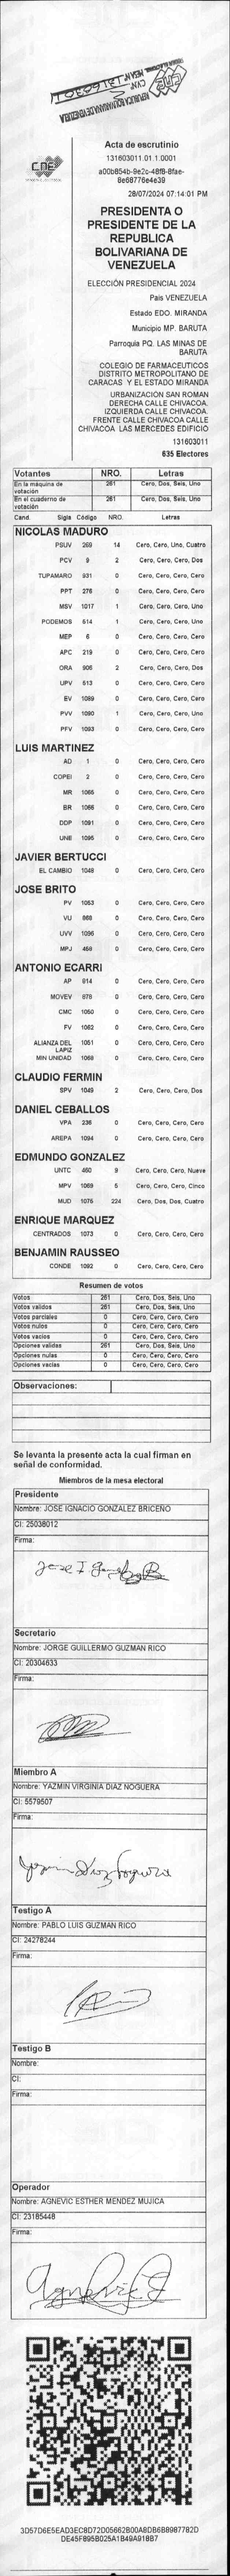 CNE
Acta de escrutinio
131603011.01.1.0001
a00b854b-9e2c-48f8-8fae-
8e68776e4e39
28/07/2024 07:14:01 PM
PRESIDENTA O
PRESIDENTE DE LA
REPUBLICA
BOLIVARIANA DE
VENEZUELA
ELECCIÓN PRESIDENCIAL 2024
Pais VENEZUELA
Estado EDO. MIRANDA
Municipio MP. BARUTA
Parroquia PQ. LAS MINAS DE
BARUTA
COLEGIO DE FARMACEUTICOS
DISTRITO METROPOLITANO DE
CARACAS Y EL ESTADO MIRANDA
URBANIZACIÓN SAN ROMAN
DERECHA CALLE CHIVACOA.
IZQUIERDA CALLE CHIVACOA.
FRENTE CALLE CHIVACOA CALLE
CHIVACOA LAS MERCEDES EDIFICIO
131603011
635 Electores
Votantes NRO. Letras
En la máquina de votación 261 Cero, Dos, Seis, Uno
En el cuaderno de votación 261 Cero, Dos, Seis, Uno
Cand. Sigla Código NRO. Letras
NICOLAS MADURO
PSUV 269 14 Cero, Cero, Uno, Cuatro
PCV 9 2 Cero, Cero, Cero, Dos
TUPAMARO 931 0 Cero, Cero, Cero, Cero
PPT 276 0 Cero, Cero, Cero, Cero
MSV 1017 1 Cero, Cero, Cero, Uno
PODEMOS 514 1 Cero, Cero, Cero, Uno
MEP 6 0 Cero, Cero, Cero, Cero
APC 219 0 Cero, Cero, Cero, Cero
ORA 906 2 Cero, Cero, Cero, Dos
UPV 513 0 Cero, Cero, Cero, Cero
EV 1089 0 Cero, Cero, Cero, Cero
PVV 1090 1 Cero, Cero, Cero, Uno
PFV 1093 0 Cero, Cero, Cero, Cero
LUIS MARTINEZ
AD 1 0 Cero, Cero, Cero, Cero
COPEI 2 0 Cero, Cero, Cero, Cero
MR 1065 0 Cero, Cero, Cero, Cero
BR 1066 0 Cero, Cero, Cero, Cero
DDP 1091 0 Cero, Cero, Cero, Cero
UNE 1095 0 Cero, Cero, Cero, Cero
JAVIER BERTUCCI
EL CAMBIO 1048 0 Cero, Cero, Cero, Cero
JOSE BRITO
PV 1053 0 Cero, Cero, Cero, Cero
VU 868 0 Cero, Cero, Cero, Cero
UVV 1096 0 Cero, Cero, Cero, Cero
MPJ 458 0 Cero, Cero, Cero, Cero
ANTONIO ECARRI
AP 914 0 Cero, Cero, Cero, Cero
MOVEV 878 0 Cero, Cero, Cero, Cero
CMC 1050 0 Cero, Cero, Cero, Cero
FV 1062 0 Cero, Cero, Cero, Cero
ALIANZA DEL LAPIZ 1051 0 Cero, Cero, Cero, Cero
MIN UNIDAD 1068 0 Cero, Cero, Cero, Cero
CLAUDIO FERMIN
SPV 1049 2 Cero, Cero, Cero, Dos
DANIEL CEBALLOS
VPA 236 0 Cero, Cero, Cero, Cero
AREPA 1094 0 Cero, Cero, Cero, Cero
EDMUNDO GONZALEZ
UNTC 460 9 Cero, Cero, Cero, Nueve
MPV 1069 5 Cero, Cero, Cero, Cinco
MUD 1075 224 Cero, Dos, Dos, Cuatro
ENRIQUE MARQUEZ
CENTRADOS 1073 0 Cero, Cero, Cero, Cero
BENJAMIN RAUSSEO
CONDE 1092 0 Cero, Cero, Cero, Cero
Resumen de votos
Votos 261 Cero, Dos, Seis, Uno
Votos validos 261 Cero, Dos, Seis, Uno
Votos parciales 0 Cero, Cero, Cero, Cero
Votos nulos 0 Cero, Cero, Cero, Cero
Votos vacios 0 Cero, Cero, Cero, Cero
Opciones validas 261 Cero, Dos, Seis, Uno
Opciones nulas 0 Cero, Cero, Cero, Cero
Opciones vacias 0 Cero, Cero, Cero, Cero
Observaciones:
Se levanta la presente acta la cual firman en
señal de conformidad.
Miembros de la mesa electoral
Presidente
Nombre: JOSE IGNACIO GONZALEZ BRICEÑO
CI: 25038012
Firma:
Secretario
Nombre: JORGE GUILLERMO GUZMAN RICO
CI: 20304633
Firma:
Miembro A
Nombre: YAZMIN VIRGINIA DIAZ NOGUERA
CI: 5579507
Firma:
Testigo A
Nombre: PABLO LUIS GUZMAN RICO
CI: 24278244
Firma:
Testigo B
Nombre:
CI:
Firma:
Operador
Nombre: AGNEVIC ESTHER MENDEZ MUJICA
CI: 23185448
Firma:
3D57D6E5EAD3EC8D72D05662B00A8DB6B8987782D
DE45F895B025A1B49A918B7